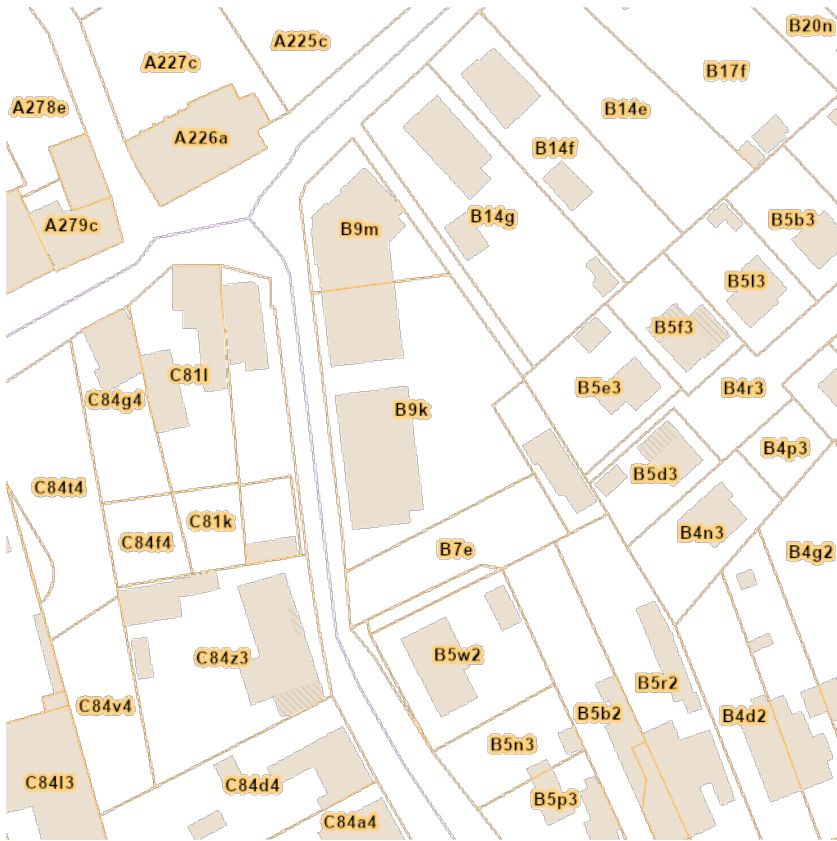 B20n
A225c
A227c
B17f
A278e
B14e
A226a
B14f
B14g
B5b3
A279c
B9m
B5l3
B5f3
C81l
B5e3
B4r3
C84g4
B9k
B4p3
B5d3
C84t4
C81k
B4n3
C84f4
B7e
B4g2
B5w2
C84z3
B5r2
C84v4
B5b2
B4d2
B5n3
C84l3
C84d4
B5p3
C84a4